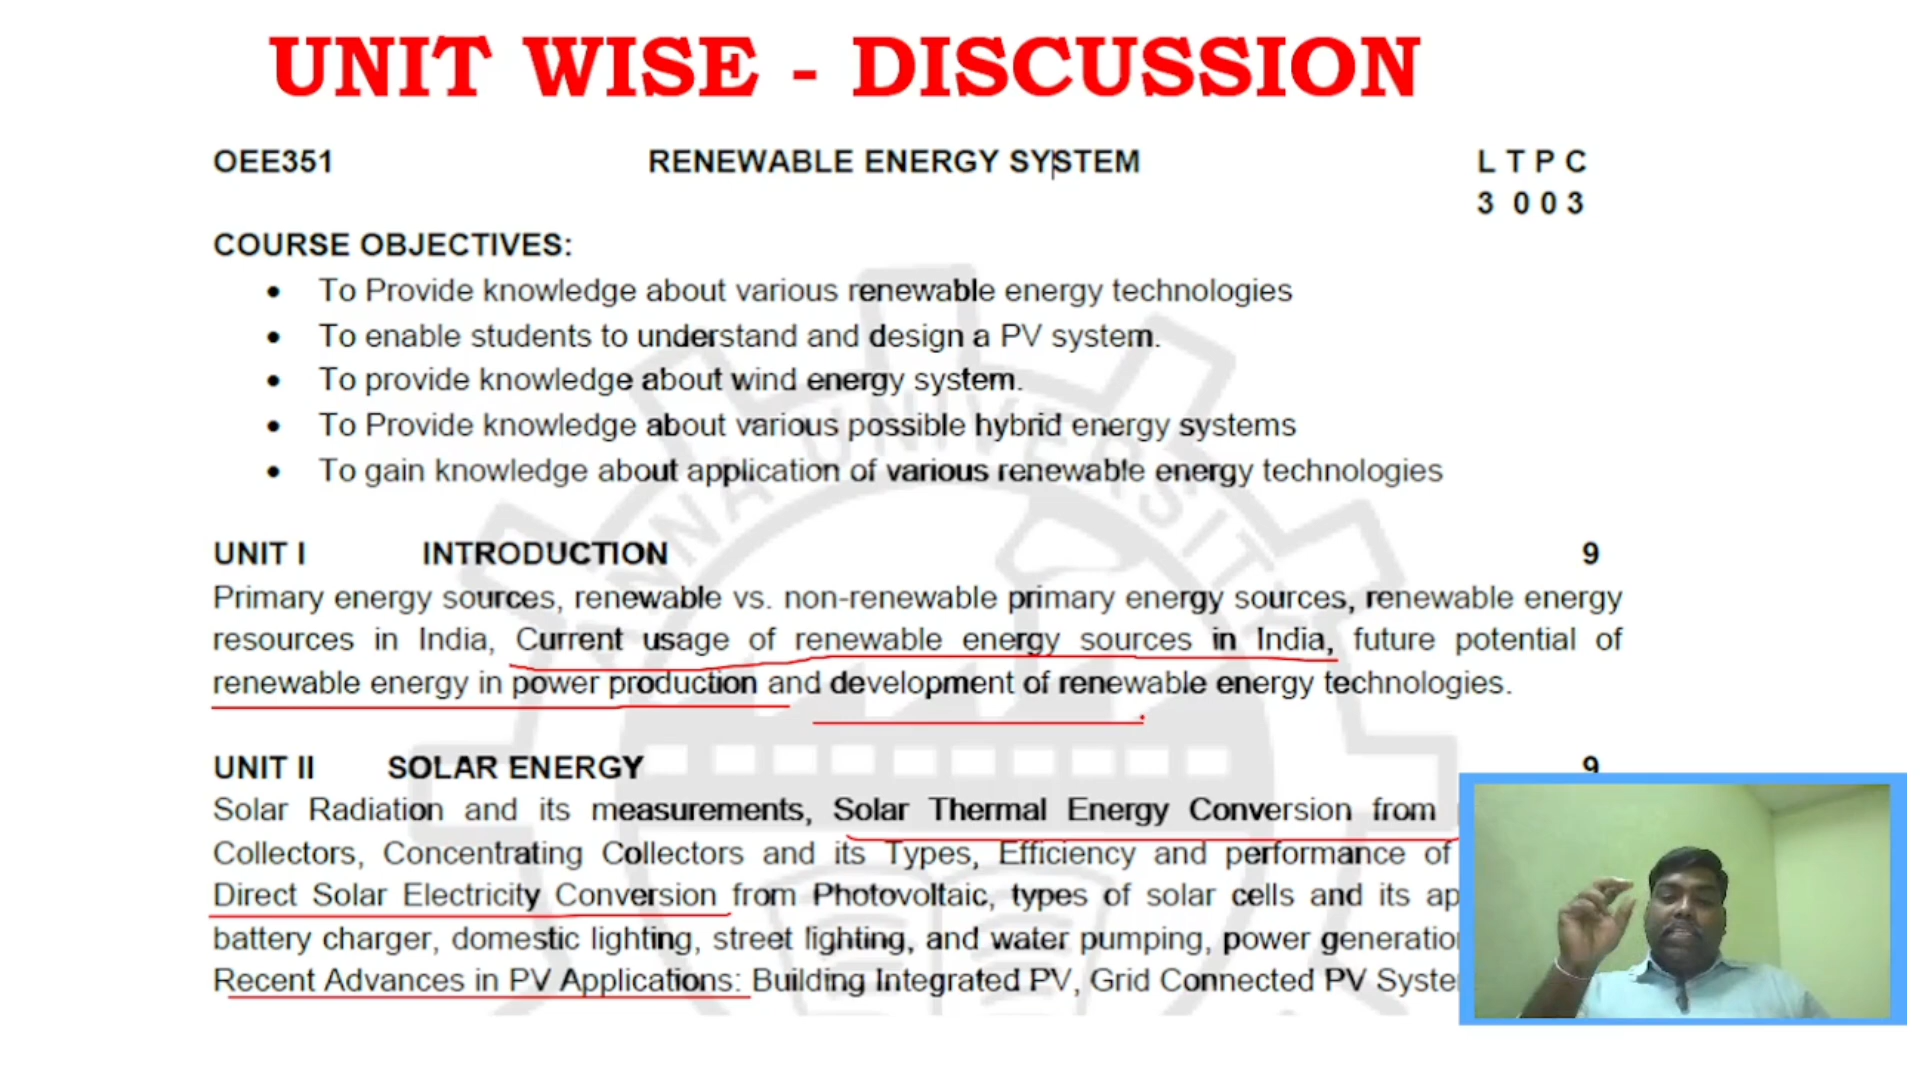 UNIT WISE - DISCUSSION
OEE351 RENEWABLE ENERGY SYSTEM L T P C
3 0 0 3
COURSE OBJECTIVES:
• To Provide knowledge about various renewable energy technologies
• To enable students to understand and design a PV system.
• To provide knowledge about wind energy system.
• To Provide knowledge about various possible hybrid energy systems
• To gain knowledge about application of various renewable energy technologies
UNIT I INTRODUCTION 9
Primary energy sources, renewable vs. non-renewable primary energy sources, renewable energy
resources in India, Current usage of renewable energy sources in India, future potential of
renewable energy in power production and development of renewable energy technologies.
UNIT II SOLAR ENERGY 9
Solar Radiation and its measurements, Solar Thermal Energy Conversion from
Collectors, Concentrating Collectors and its Types, Efficiency and performance of
Direct Solar Electricity Conversion from Photovoltaic, types of solar cells and its
battery charger, domestic lighting, street lighting, and water pumping, power
Recent Advances in PV Applications: Building Integrated PV, Grid Connected PV